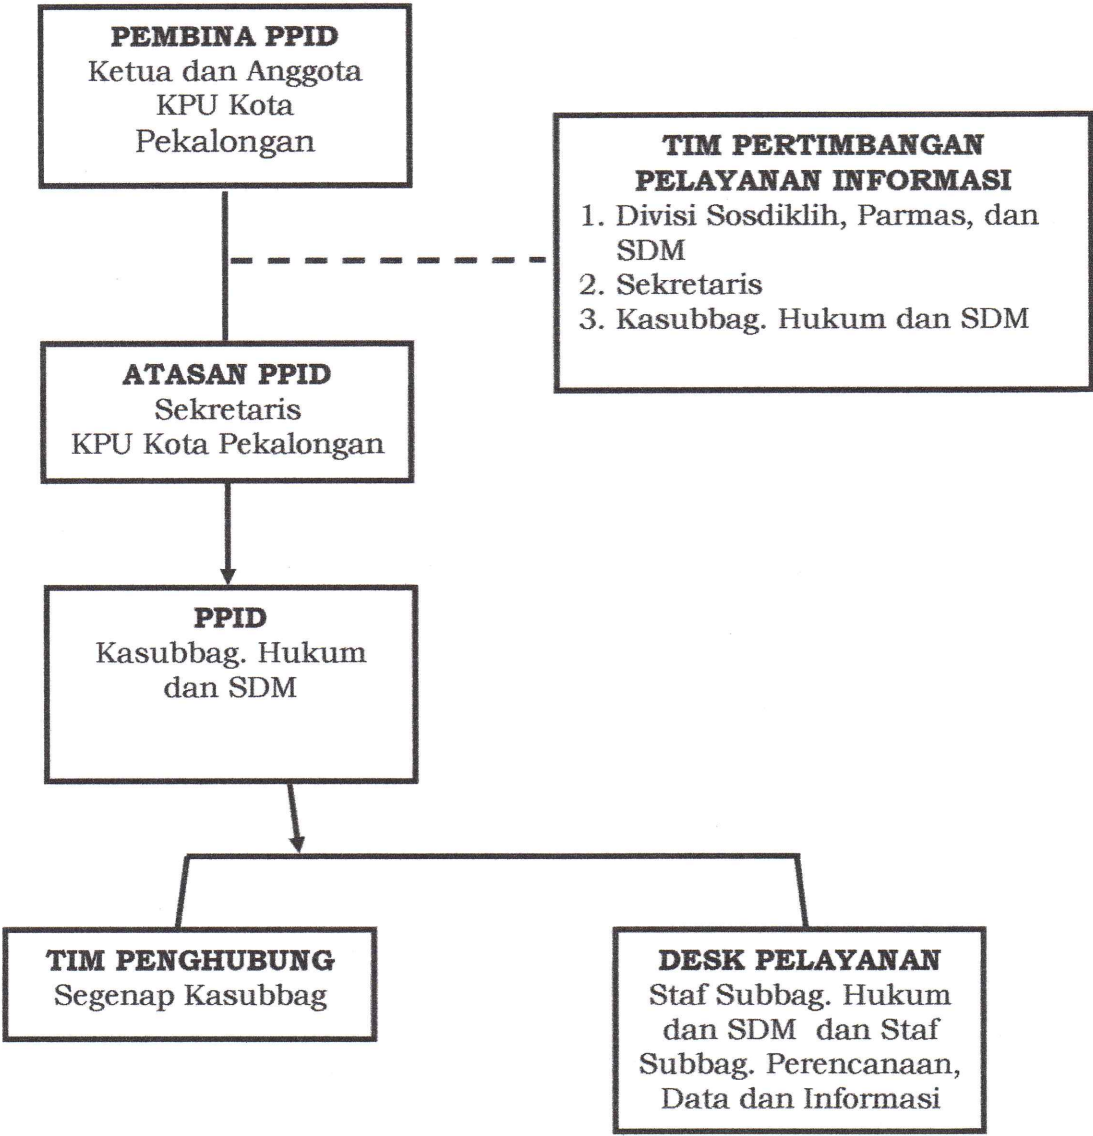 PEMBINA PPID
Ketua dan Anggota
KPU Kota
Pekalongan
TIM PERTIMBANGAN
PELAYANAN INFORMASI
1. Divisi Sosdiklih, Parmas, dan
SDM
2. Sekretaris
3. Kasubbag. Hukum dan SDM
ATASAN PPID
Sekretaris
KPU Kota Pekalongan
PPID
Kasubbag. Hukum
dan SDM
TIM PENGHUBUNG
Segenap Kasubbag
DESK PELAYANAN
Staf Subbag. Hukum
dan SDM  dan Staf
Subbag. Perencanaan,
Data dan Informasi